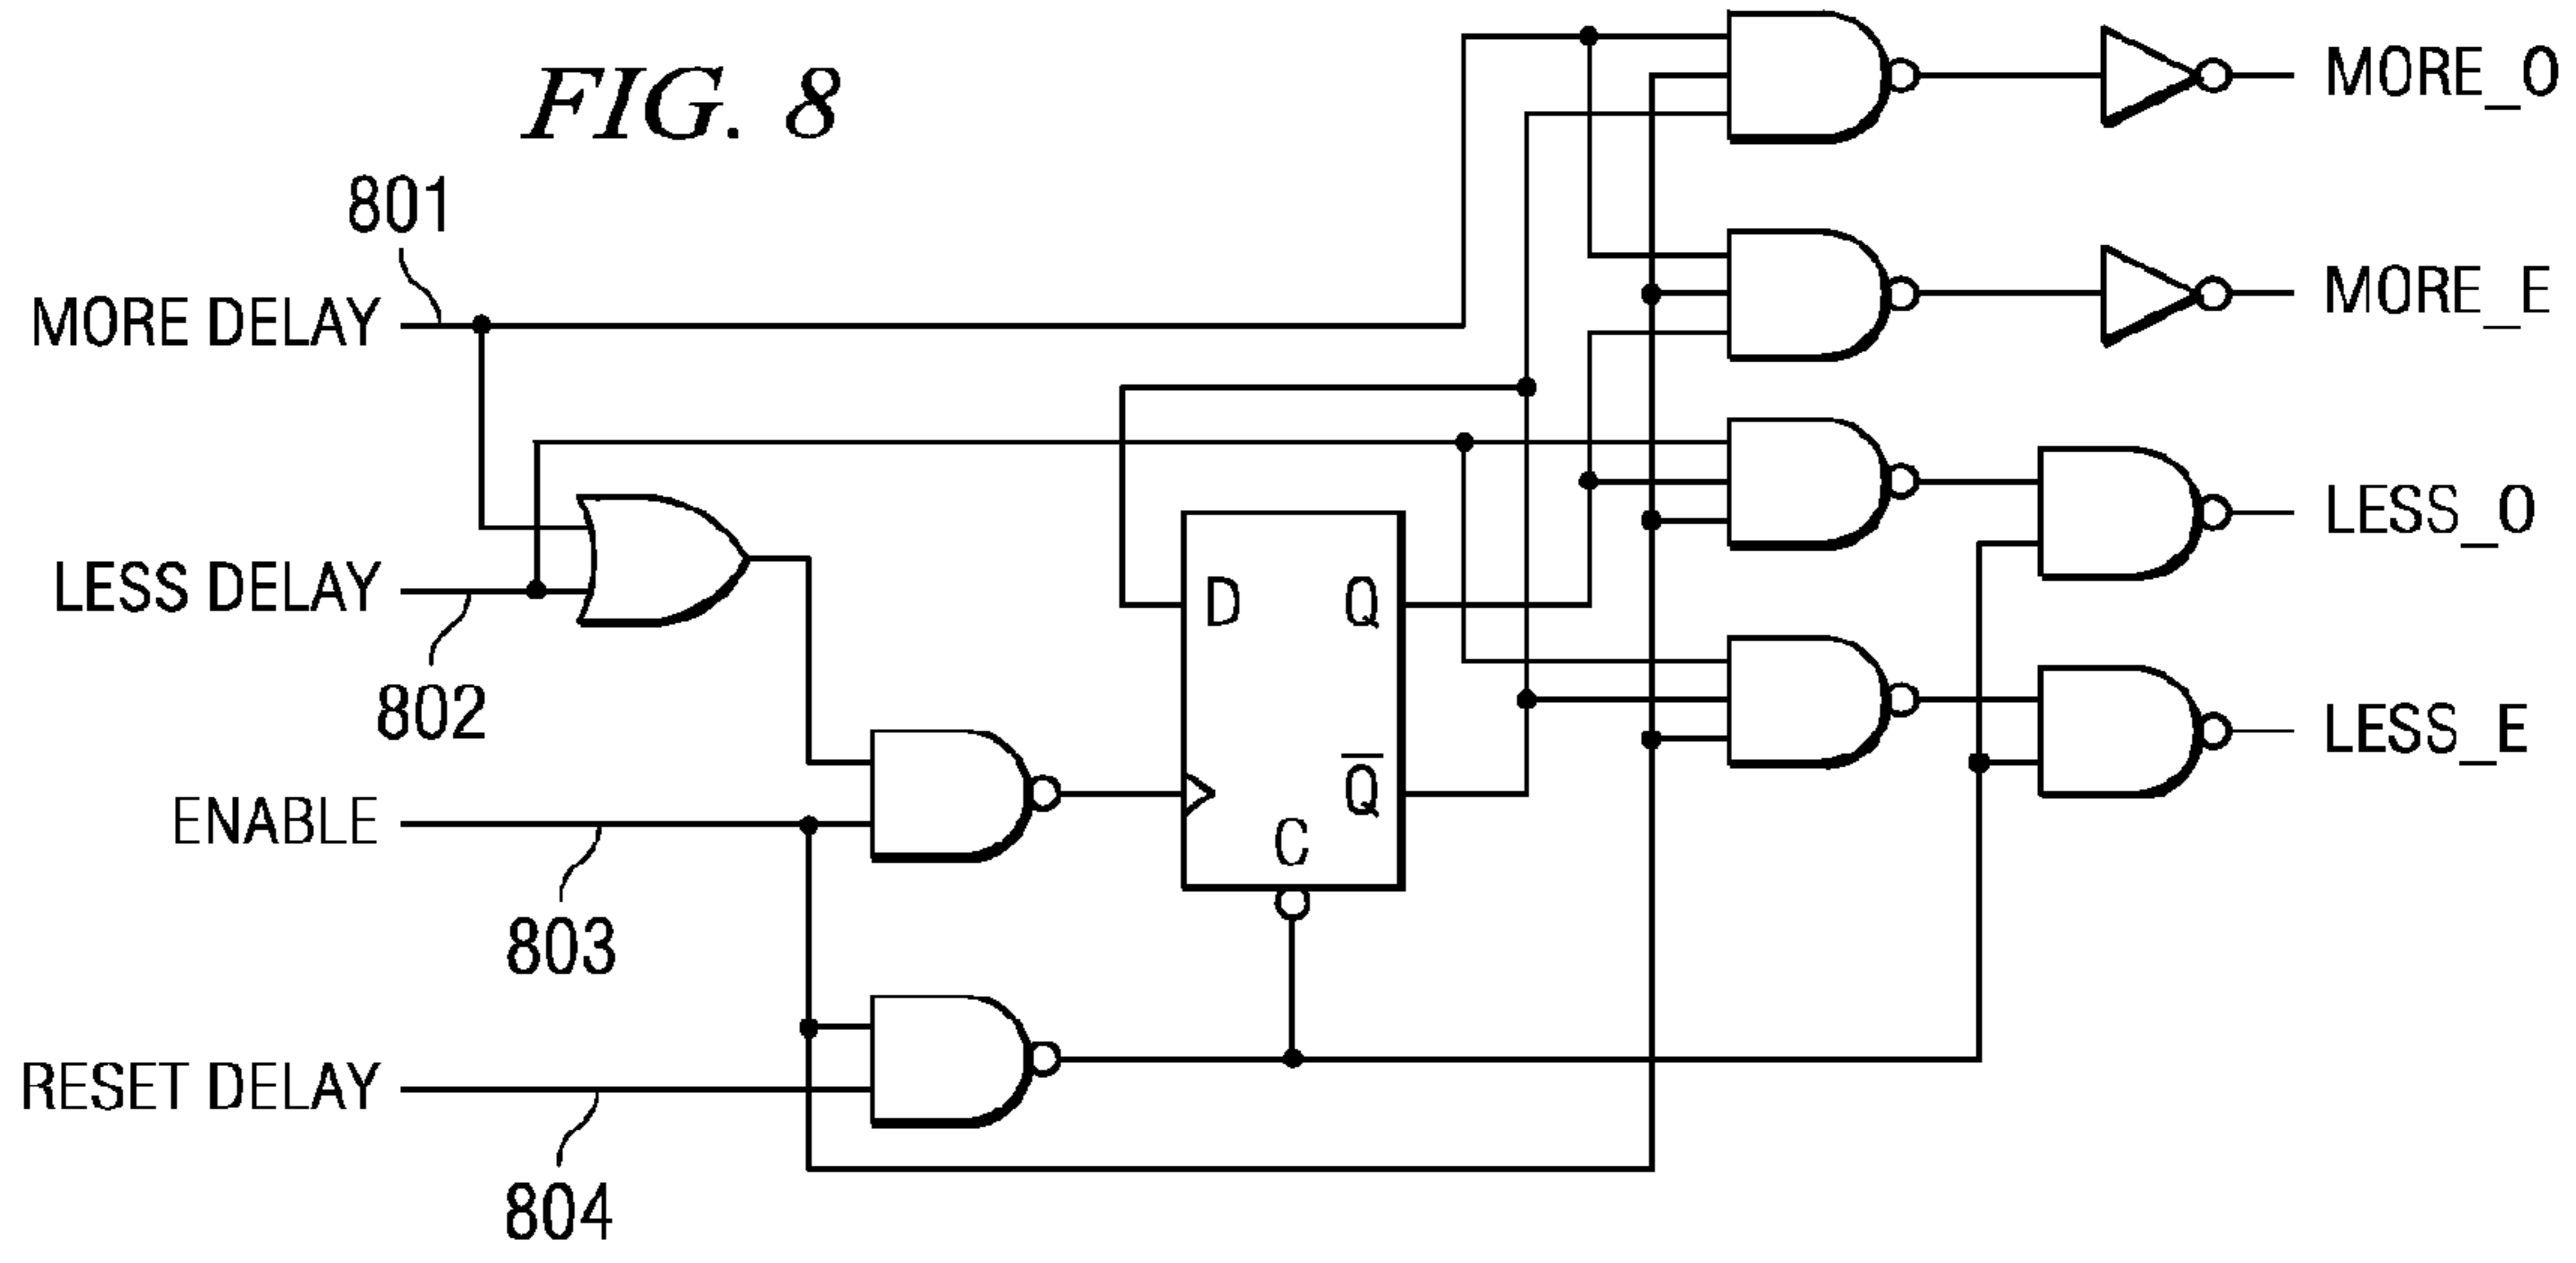 FIG. 8
801
MORE DELAY
LESS DELAY
802
ENABLE
803
RESET DELAY
804
D
Q
Q̅
C
MORE_O
MORE_E
LESS_O
LESS_E